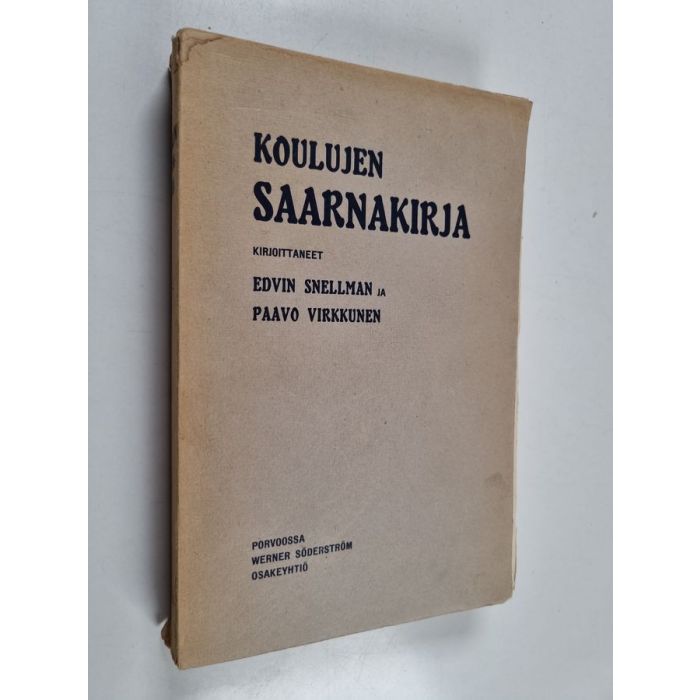 KOULUJEN
SAARNAKIRJA
KIRJOITTANEET
EDVIN SNELLMAN JA
PAAVO VIRKKUNEN
PORVOOSSA
WERNER SÖDERSTRÖM
OSAKEYHTIÖ